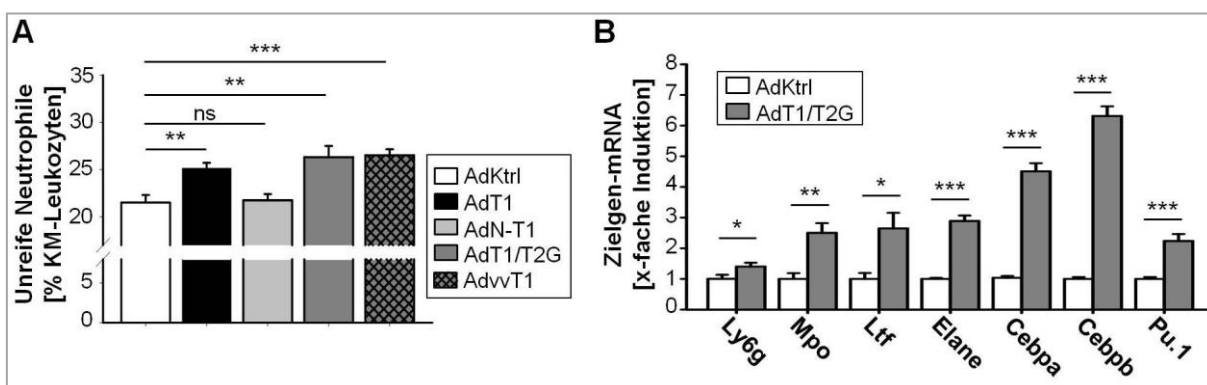 A
Unreife Neutrophile
[% KM-Leukozyten]
35
30
25
20
5
0
***
**
ns
**
AdKtrl
AdT1
AdN-T1
AdT1/T2G
AdvvT1
B
Zielgen-mRNA
[x-fache Induktion]
8
7
6
5
4
3
2
1
0
AdKtrl
AdT1/T2G
*
**
*
***
***
***
***
Ly6g
Mpo
Ltf
Elane
Cebpa
Cebpb
Pu.1